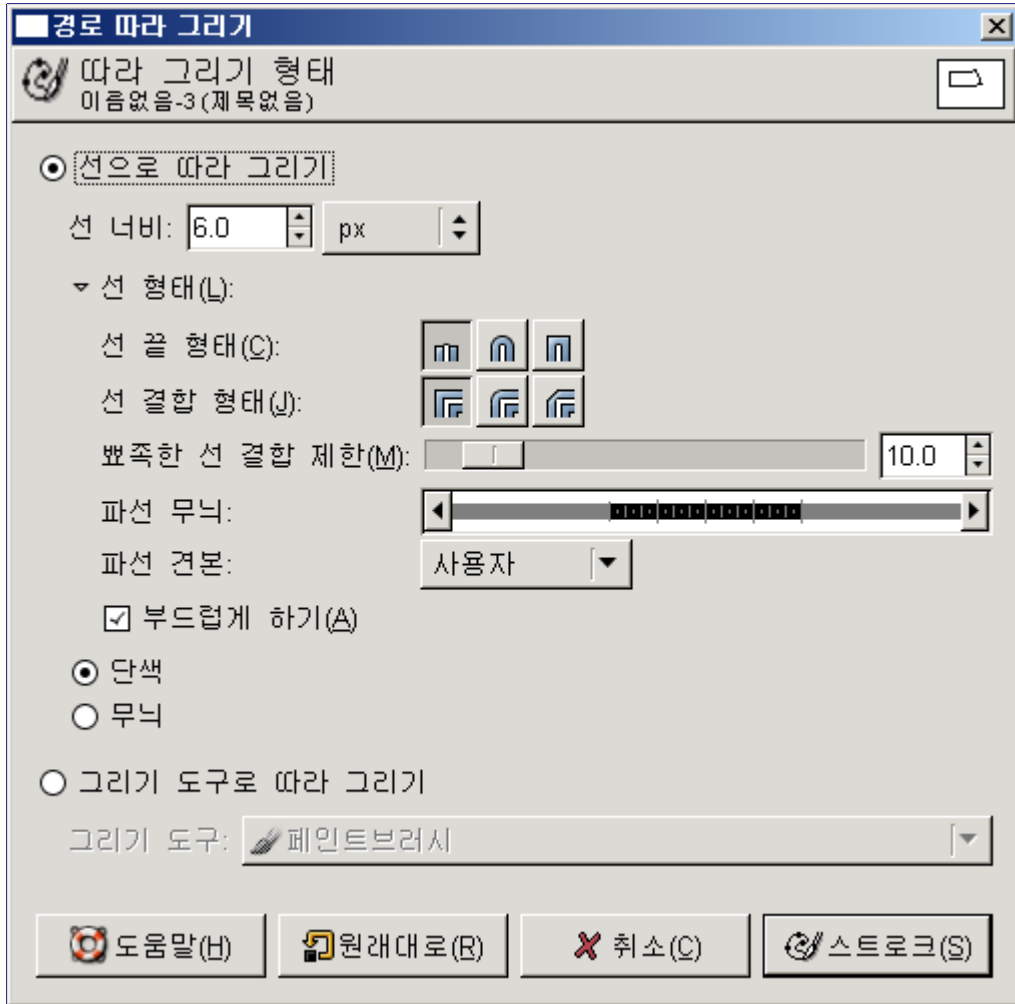 경로 따라 그리기
따라 그리기 형태
이름없음-3(제목없음)
선으로 따라 그리기
선 너비: 6.0 px
선 형태(L):
선 끝 형태(C):
선 결합 형태(J):
뾰족한 선 결합 제한(M): 10.0
파선 무늬:
파선 견본: 사용자
부드럽게 하기(A)
단색
무늬
그리기 도구로 따라 그리기
그리기 도구: 페인트브러시
도움말(H) 원래대로(R) 취소(C) 스트로크(S)